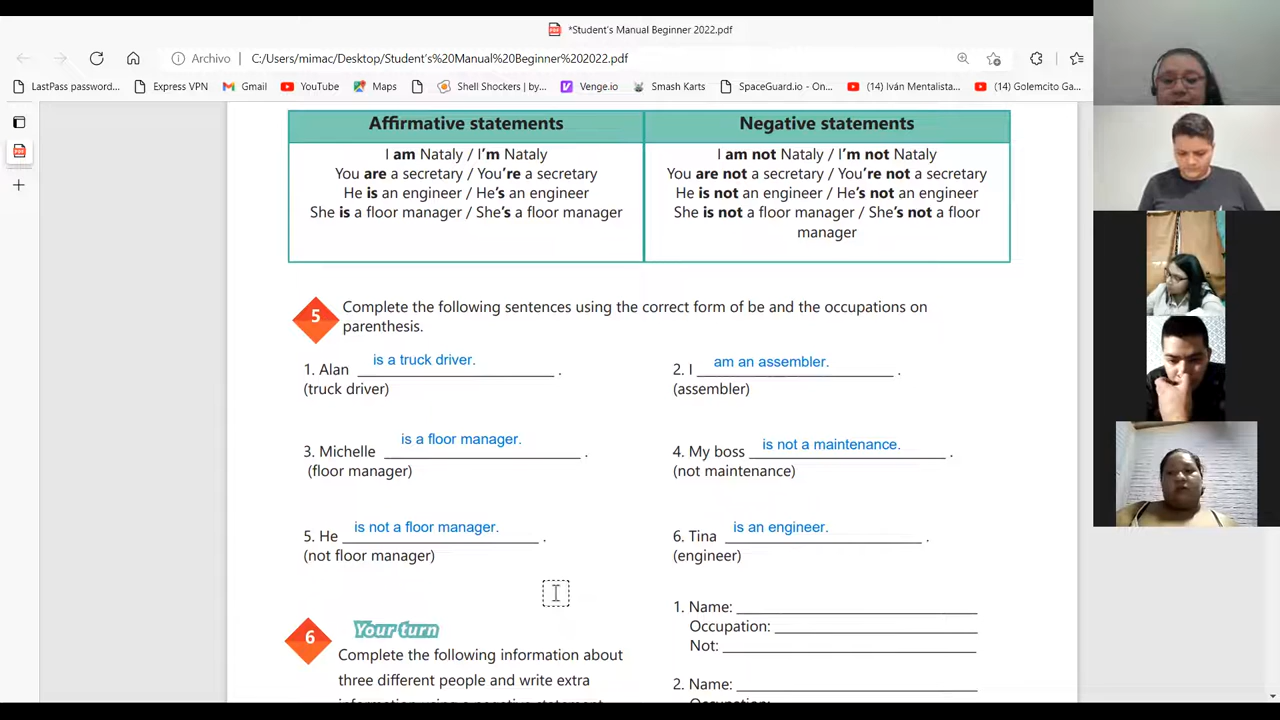 *Student's Manual Beginner 2022.pdf
Archivo | C:/Users/mimac/Desktop/Student's%20Manual%20Beginner%202022.pdf
LastPass password... Express VPN Gmail YouTube Maps Shell Shockers | by... Venge.io Smash Karts SpaceGuard.io - On... (14) Iván Mentalista... (14) Golemcito Ga...
Affirmative statements
I am Nataly / I'm Nataly
You are a secretary / You're a secretary
He is an engineer / He's an engineer
She is a floor manager / She's a floor manager
Negative statements
I am not Nataly / I'm not Nataly
You are not a secretary / You're not a secretary
He is not an engineer / He's not an engineer
She is not a floor manager / She's not a floor
manager
5 Complete the following sentences using the correct form of be and the occupations on
parenthesis.
1. Alan is a truck driver. .
(truck driver)
2. I am an assembler. .
(assembler)
3. Michelle is a floor manager. .
(floor manager)
4. My boss is not a maintenance. .
(not maintenance)
5. He is not a floor manager. .
(not floor manager)
6. Tina is an engineer. .
(engineer)
6 Your turn
Complete the following information about
three different people and write extra
information using a negative statement
1. Name:
Occupation:
Not:
2. Name:
Occupation: